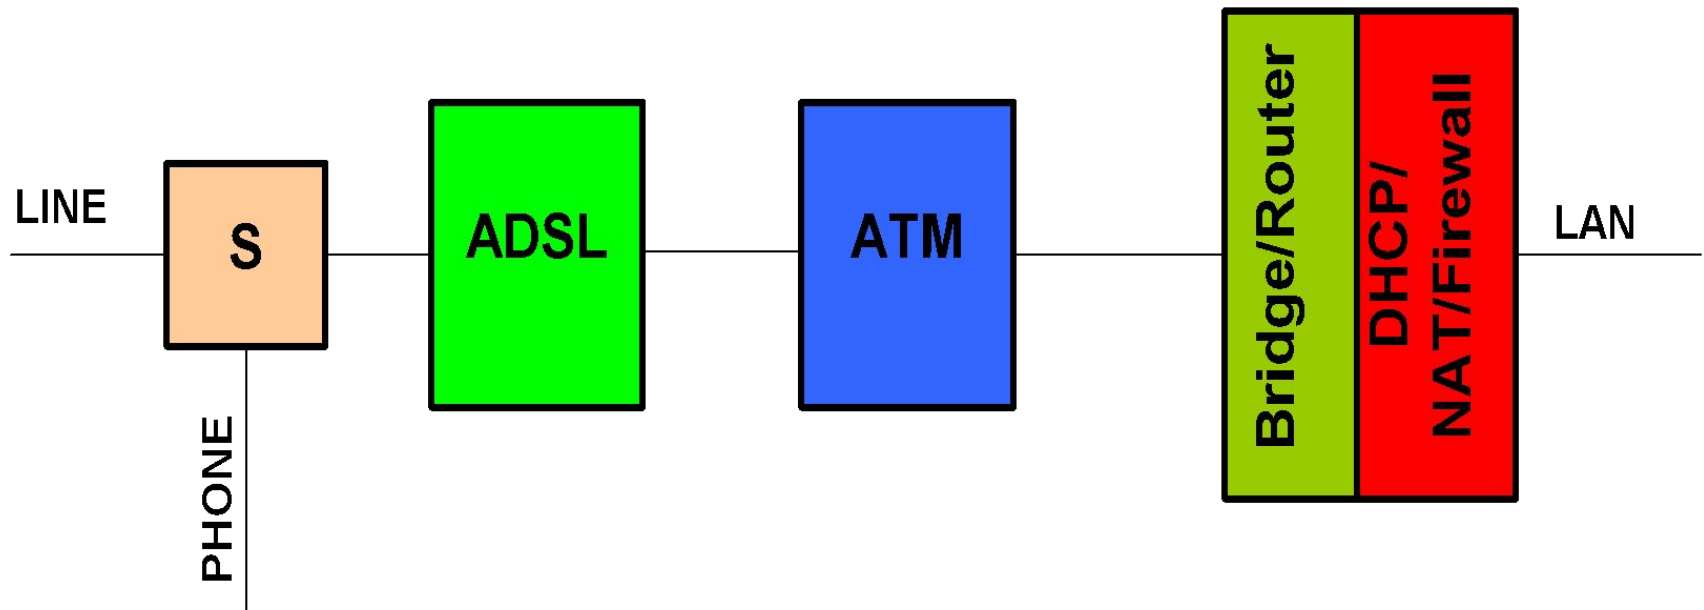 LINE
S
PHONE
ADSL
ATM
Bridge/Router
DHCP/
NAT/Firewall
LAN